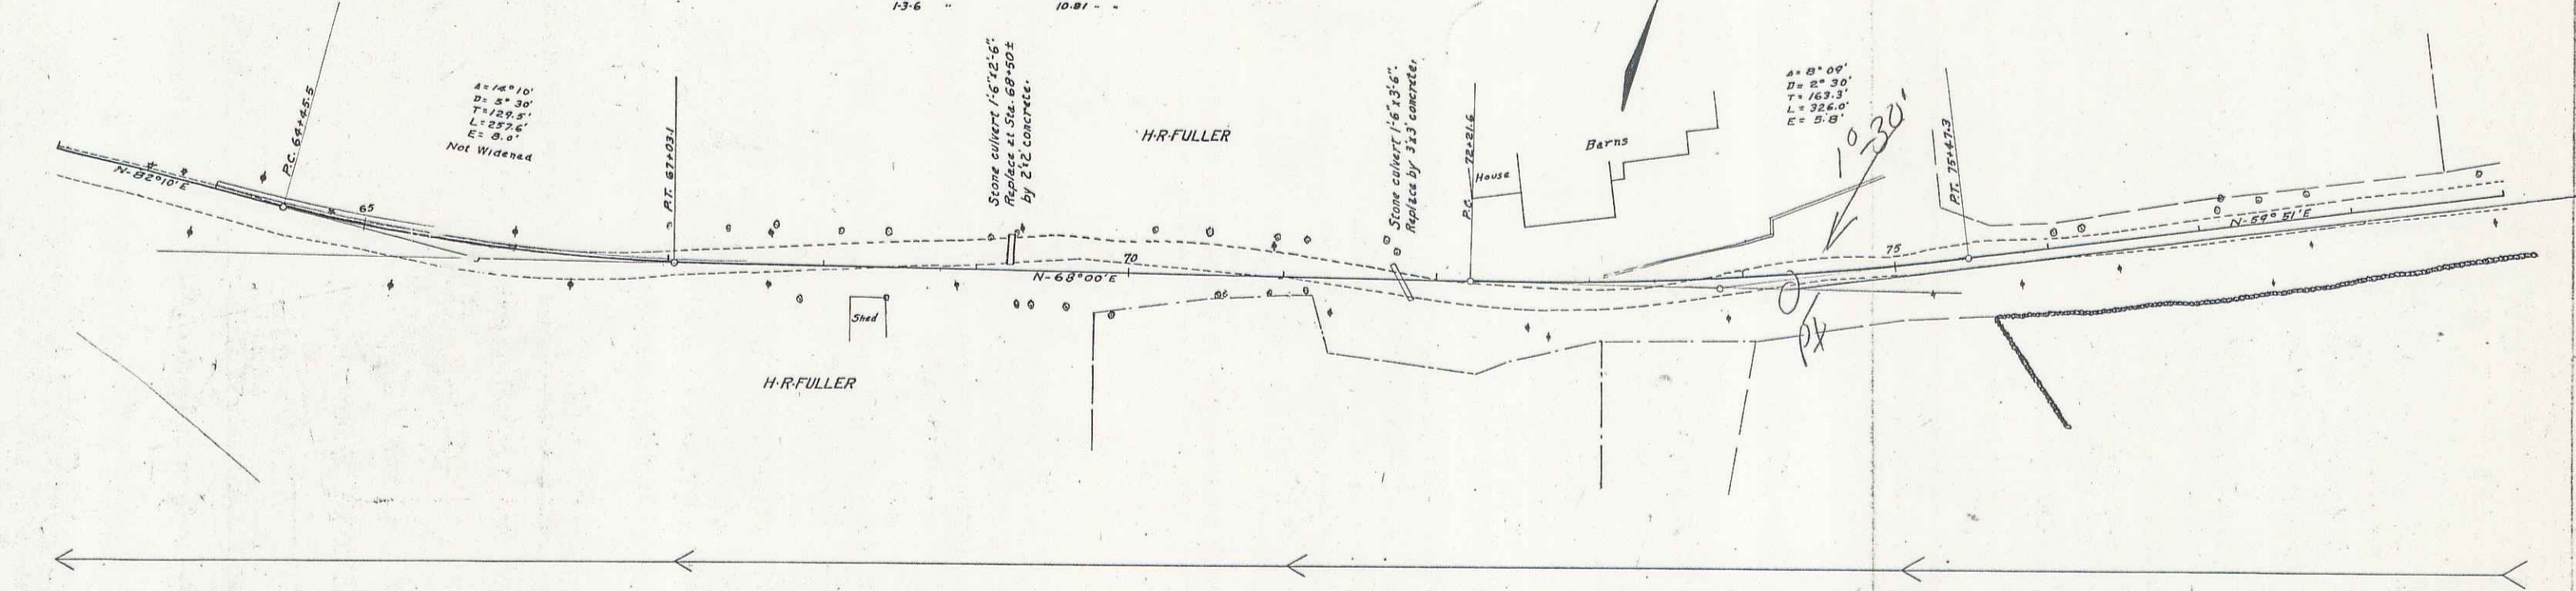 1-3-6 "
10.81 " "
P.C. 64+45.5
Δ=14°10'
D= 5°30'
T=129.5'
L=257.6'
E= 8.0'
Not Widened
N-82°10'E
65
P.T. 67+03.1
Stone culvert 1'-6"x2'-6".
Replace at Sta. 68+50±
by 2'x2' concrete.
H·R·FULLER
70
N-68°00'E
Shed
H·R·FULLER
Stone culvert 1'-6"x3'-6".
Replace by 3'x3' concrete.
P.C. 72+21.6
House
Barns
Δ= 8°09'
D= 2°30'
T= 163.3'
L= 326.0'
E= 5.8'
1°-30'
75
P.T. 75+47.3
N-59°51'E